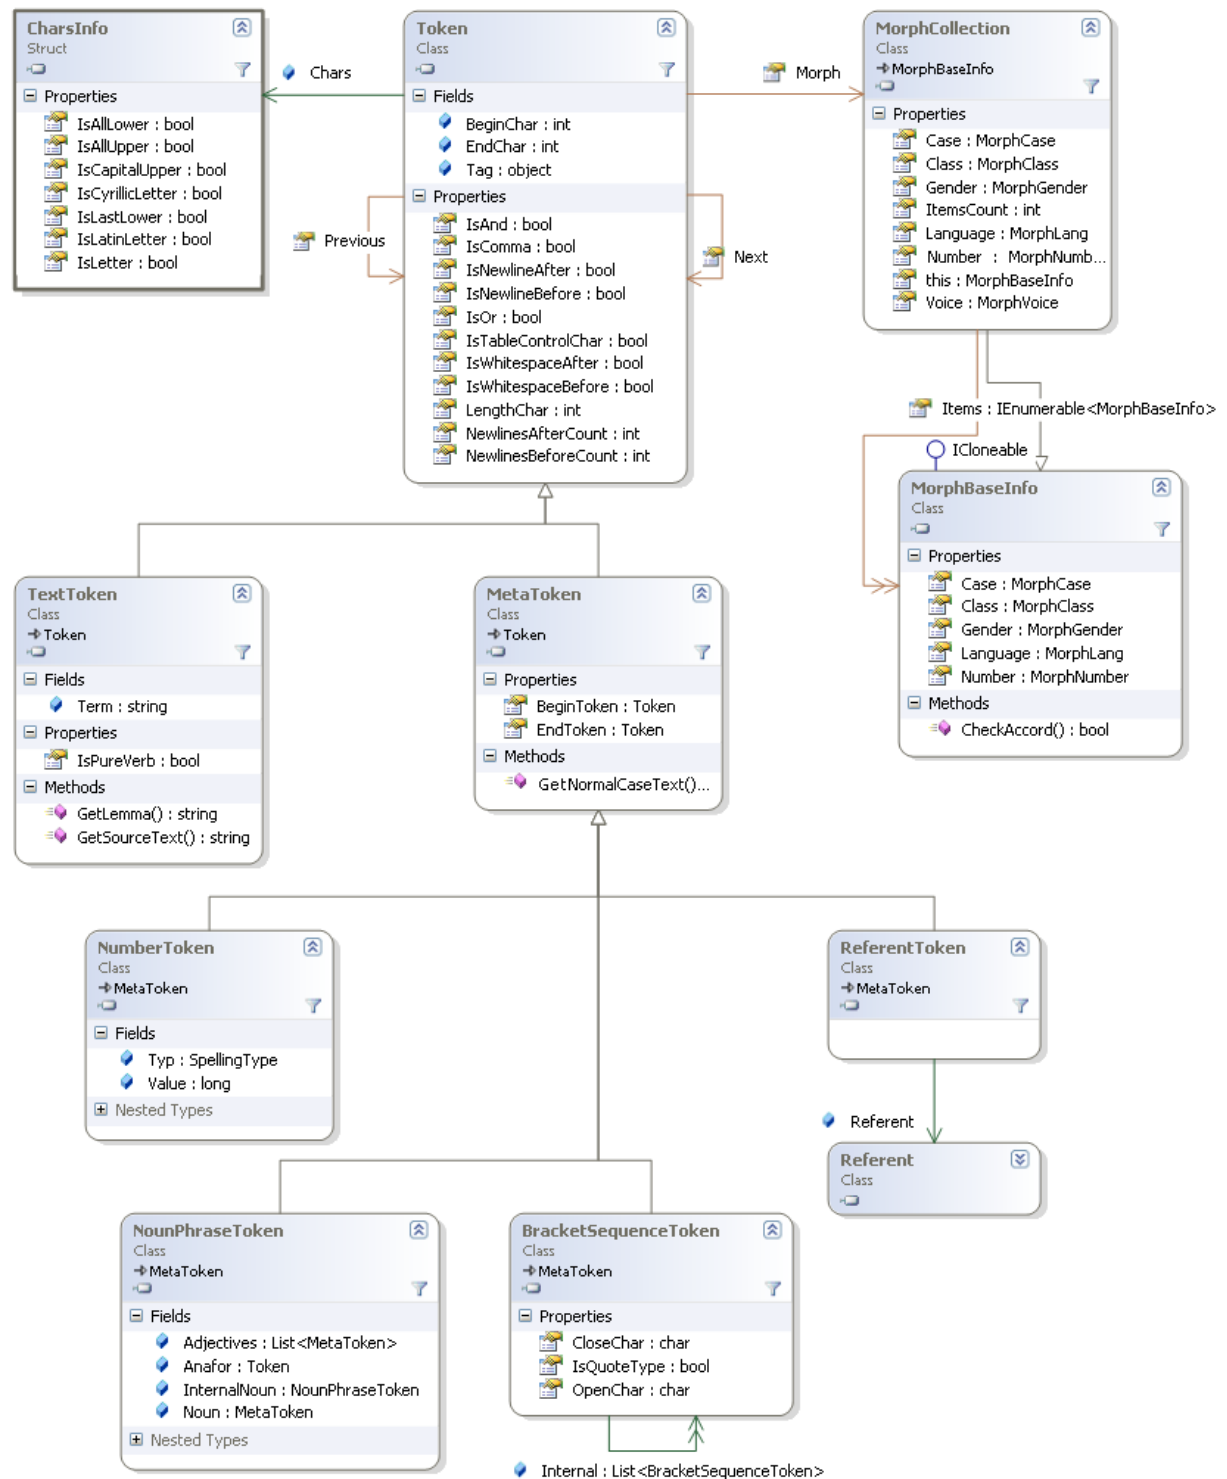 CharsInfo
Struct
Properties
IsAllLower : bool
IsAllUpper : bool
IsCapitalUpper : bool
IsCyrillicLetter : bool
IsLastLower : bool
IsLatinLetter : bool
IsLetter : bool
Chars
Token
Class
Fields
BeginChar : int
EndChar : int
Tag : object
Properties
IsAnd : bool
IsComma : bool
IsNewlineAfter : bool
IsNewlineBefore : bool
IsOr : bool
IsTableControlChar : bool
IsWhitespaceAfter : bool
IsWhitespaceBefore : bool
LengthChar : int
NewlinesAfterCount : int
NewlinesBeforeCount : int
Previous
Next
Morph
MorphCollection
Class
MorphBaseInfo
Properties
Case : MorphCase
Class : MorphClass
Gender : MorphGender
ItemsCount : int
Language : MorphLang
Number : MorphNumb...
this : MorphBaseInfo
Voice : MorphVoice
Items : IEnumerable<MorphBaseInfo>
ICloneable
MorphBaseInfo
Class
Properties
Case : MorphCase
Class : MorphClass
Gender : MorphGender
Language : MorphLang
Number : MorphNumber
Methods
CheckAccord() : bool
TextToken
Class
Token
Fields
Term : string
Properties
IsPureVerb : bool
Methods
GetLemma() : string
GetSourceText() : string
MetaToken
Class
Token
Properties
BeginToken : Token
EndToken : Token
Methods
GetNormalCaseText()...
NumberToken
Class
MetaToken
Fields
Typ : SpellingType
Value : long
Nested Types
ReferentToken
Class
MetaToken
Referent
Referent
Class
NounPhraseToken
Class
MetaToken
Fields
Adjectives : List<MetaToken>
Anafor : Token
InternalNoun : NounPhraseToken
Noun : MetaToken
Nested Types
BracketSequenceToken
Class
MetaToken
Properties
CloseChar : char
IsQuoteType : bool
OpenChar : char
Internal : List<BracketSequenceToken>